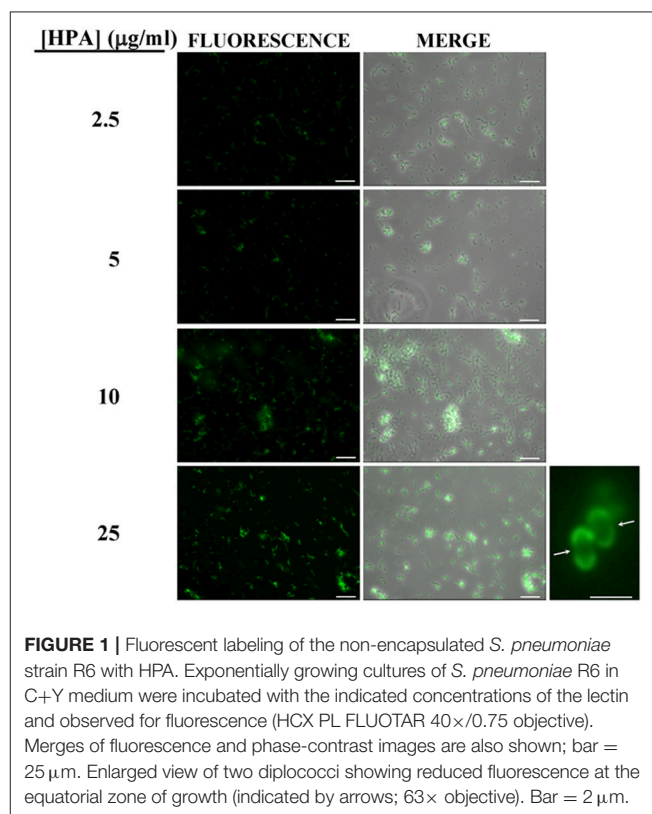 [HPA] (μg/ml) FLUORESCENCE MERGE
2.5
5
10
25
FIGURE 1 | Fluorescent labeling of the non-encapsulated S. pneumoniae
strain R6 with HPA. Exponentially growing cultures of S. pneumoniae R6 in
C+Y medium were incubated with the indicated concentrations of the lectin
and observed for fluorescence (HCX PL FLUOTAR 40×/0.75 objective).
Merges of fluorescence and phase-contrast images are also shown; bar =
25 μm. Enlarged view of two diplococci showing reduced fluorescence at the
equatorial zone of growth (indicated by arrows; 63× objective). Bar = 2 μm.